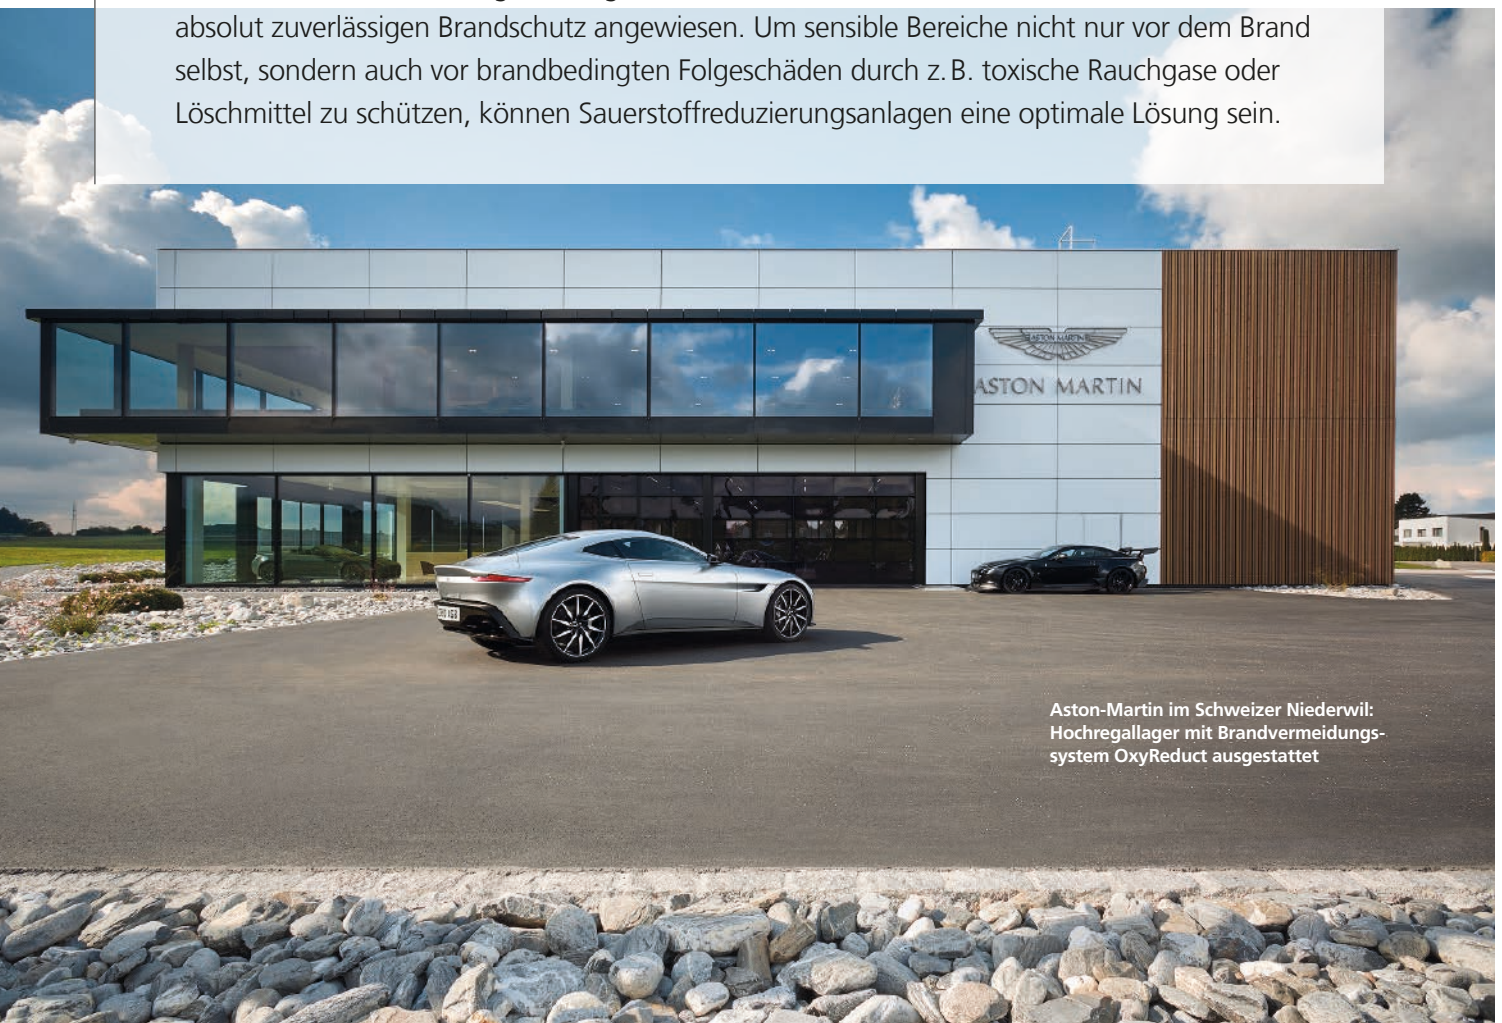 absolut zuverlässigen Brandschutz angewiesen. Um sensible Bereiche nicht nur vor dem Brand
selbst, sondern auch vor brandbedingten Folgeschäden durch z. B. toxische Rauchgase oder
Löschmittel zu schützen, können Sauerstoffreduzierungsanlagen eine optimale Lösung sein.
ASTON MARTIN
ASTON MARTIN
Aston-Martin im Schweizer Niederwil:
Hochregallager mit Brandvermeidungs-
system OxyReduct ausgestattet